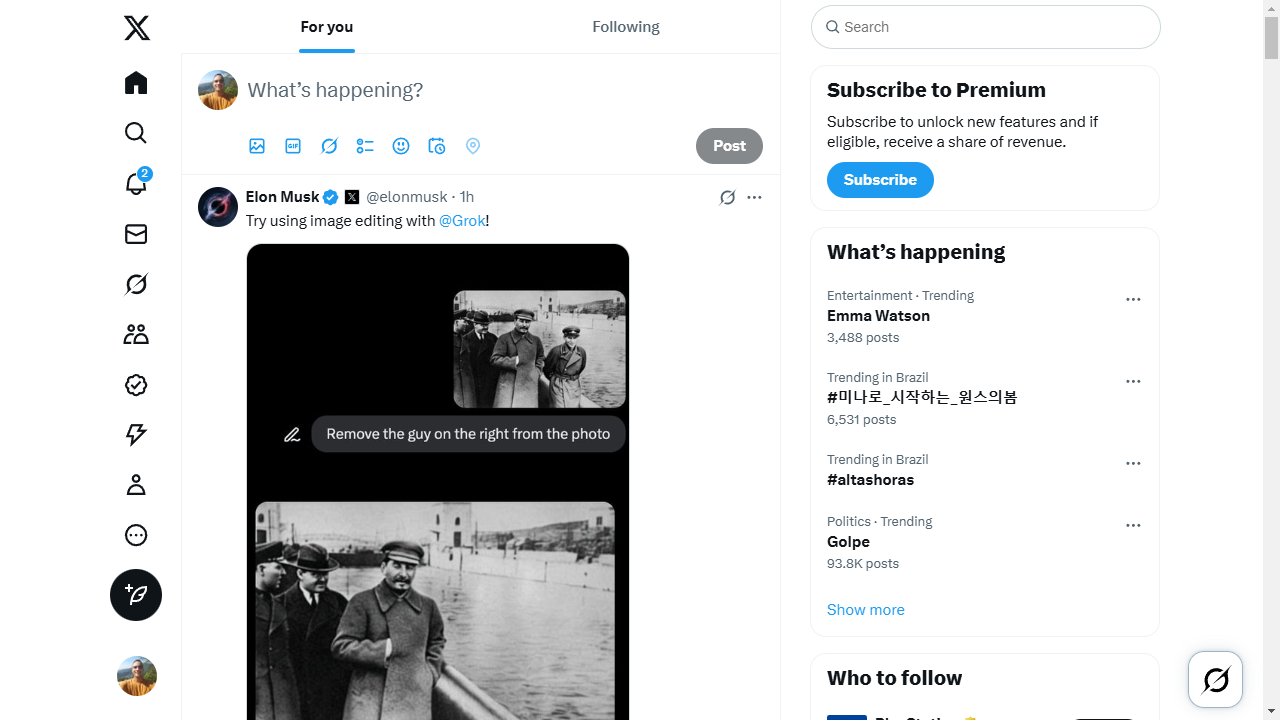 For you
Following
What's happening?
GIF
Post
2
Elon Musk @elonmusk · 1h
Try using image editing with @Grok!
Remove the guy on the right from the photo
Search
Subscribe to Premium
Subscribe to unlock new features and if
eligible, receive a share of revenue.
Subscribe
What's happening
Entertainment · Trending
Emma Watson
3,488 posts
Trending in Brazil
#미나로_시작하는_원스의봄
6,531 posts
Trending in Brazil
#altashoras
Politics · Trending
Golpe
93.8K posts
Show more
Who to follow